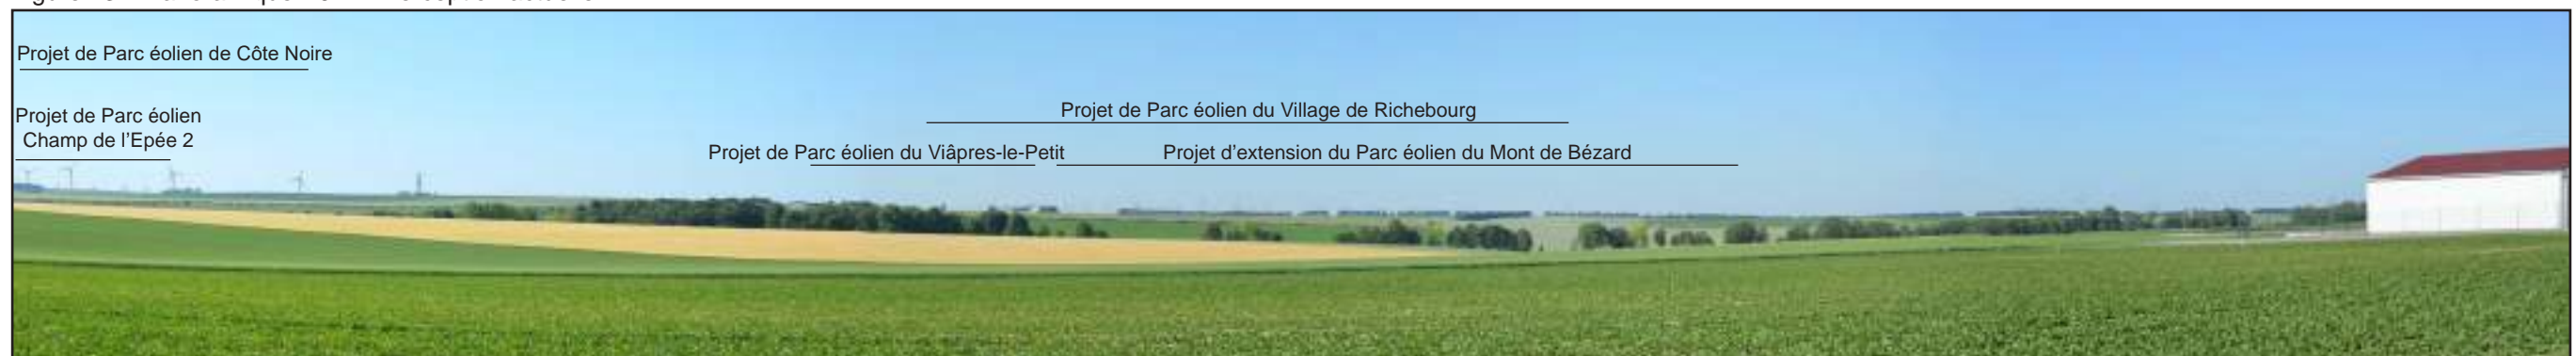 Projet de Parc éolien de Côte Noire
Projet de Parc éolien
Champ de l'Epée 2
Projet de Parc éolien du Village de Richebourg
Projet de Parc éolien du Viâpres-le-Petit
Projet d'extension du Parc éolien du Mont de Bézard